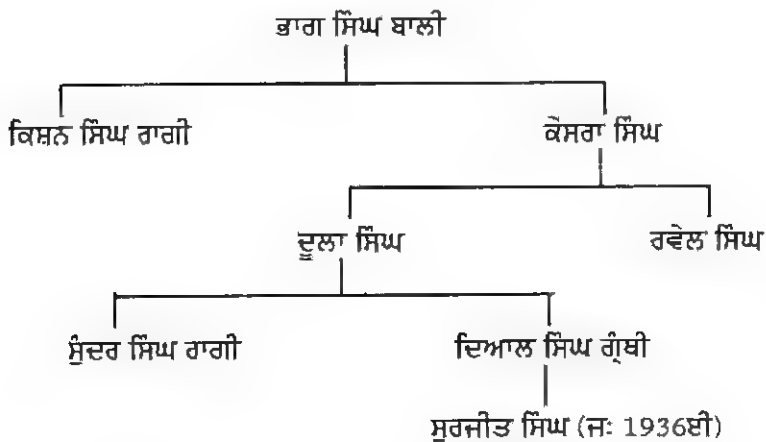 ਭਾਗ ਸਿੰਘ ਬਾਲੀ
ਕਿਸ਼ਨ ਸਿੰਘ ਰਾਗੀ ਕੇਸਰਾ ਸਿੰਘ
ਦੂਲਾ ਸਿੰਘ ਰਵੇਲ ਸਿੰਘ
ਸੁੰਦਰ ਸਿੰਘ ਰਾਗੀ ਦਿਆਲ ਸਿੰਘ ਗ੍ਰੰਥੀ
ਸੁਰਜੀਤ ਸਿੰਘ (ਜਃ 1936ਈ)